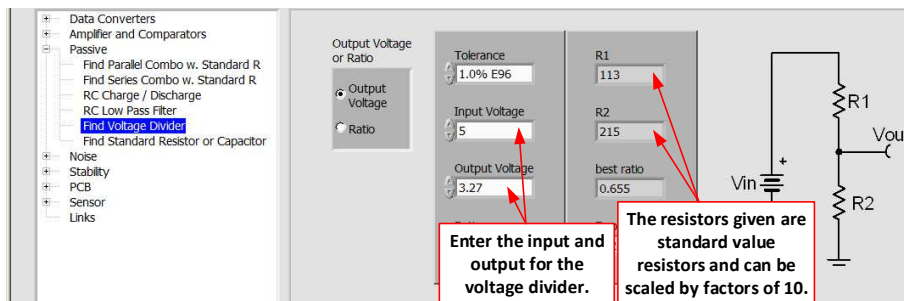 Data Converters
Amplifier and Comparators
Passive
Find Parallel Combo w. Standard R
Find Series Combo w. Standard R
RC Charge / Discharge
RC Low Pass Filter
Find Voltage Divider
Find Standard Resistor or Capacitor
Noise
Stability
PCB
Sensor
Links
Output Voltage
or Ratio
Output
Voltage
Ratio
Tolerance
1.0% E96
Input Voltage
5
Output Voltage
3.27
R1
113
R2
215
best ratio
0.655
Enter the input and
output for the
voltage divider.
The resistors given are
standard value
resistors and can be
scaled by factors of 10.
Vin
+
R1
Vou
R2